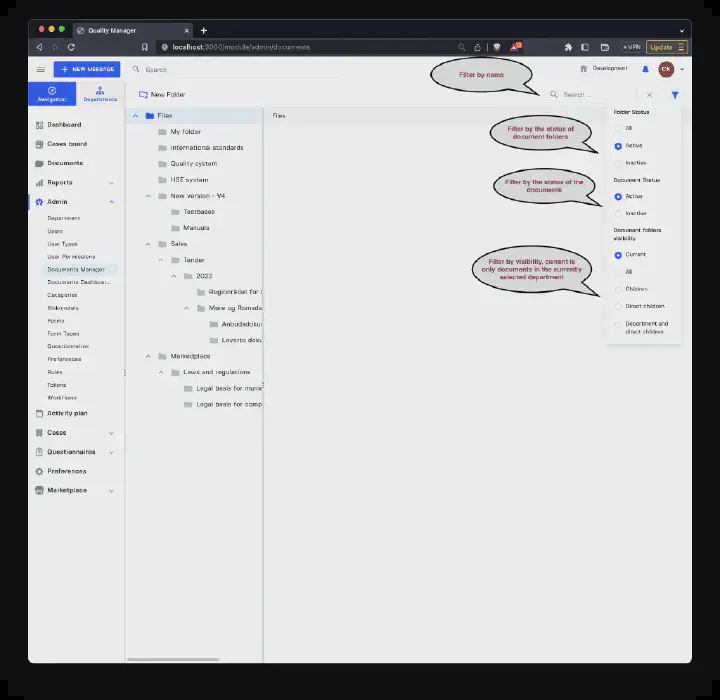 Quality Manager
localhost:3000/module/admin/documents
VPN
Update
+ NEW MESSAGE
Search
Development
CK
Navigation
Departments
New Folder
Search ...
Filter by name
Dashboard
Cases board
Documents
Reports
Admin
Department
Users
User Types
User Permissions
Documents Manager
Documents Dashboar...
Categories
Riskmodels
Forms
Form Types
Questionnaires
Preferences
Rules
Tokens
Workflows
Activity plan
Cases
Questionnaires
Preferences
Marketplace
Files
My folder
International standards
Quality system
HSE system
New version - V4
Testbases
Manuals
Sales
Tender
2022
Regionrådet for
Møre og Romsda
Anbudsdoku
Leverte doku
Markedplace
Laws and regulations
Legal basis for munic
Legal basis for comp
Files
Filter by the status of
document folders
Filter by the status of the
documents
Filter by visibility, current is
only documents in the currently
selected department
Folder Status
All
Active
Inactive
Document Status
Active
Inactive
Document folders
visibility
Current
All
Children
Direct children
Department and
direct children